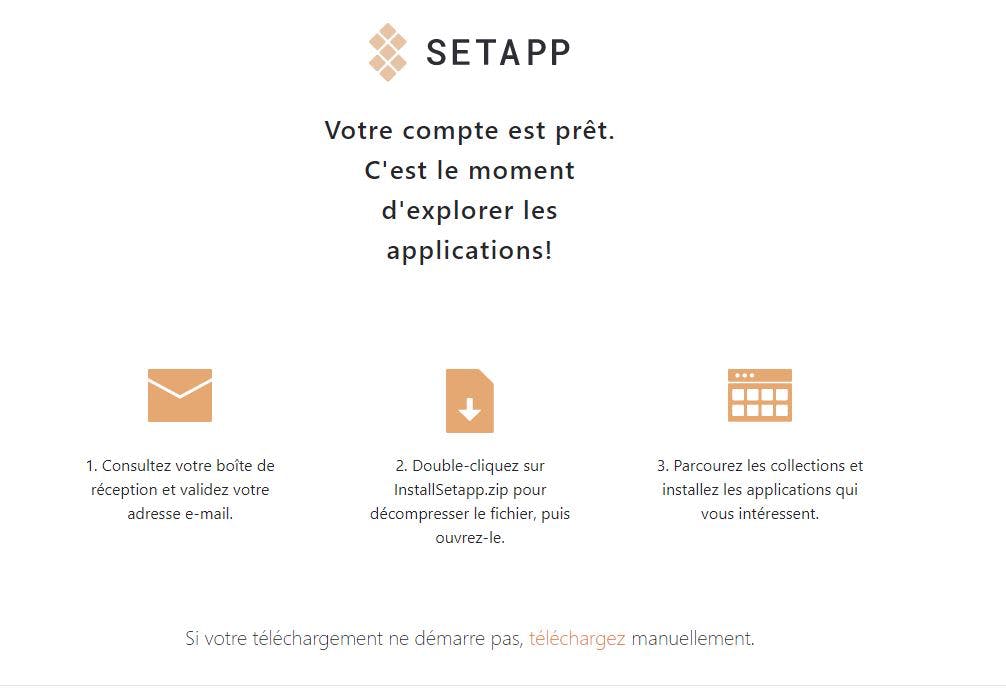 SETAPP
Votre compte est prêt.
C'est le moment
d'explorer les
applications!
1. Consultez votre boîte de
réception et validez votre
adresse e-mail.
2. Double-cliquez sur
InstallSetapp.zip pour
décompresser le fichier, puis
ouvrez-le.
3. Parcourez les collections et
installez les applications qui
vous intéressent.
Si votre téléchargement ne démarre pas, téléchargez manuellement.